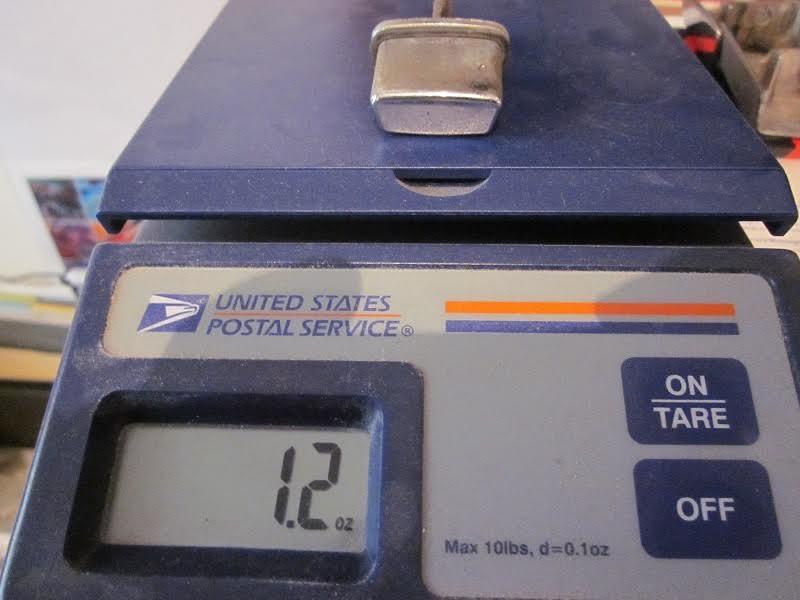 UNITED STATES
POSTAL SERVICE®
ON
TARE
1.2 oz
OFF
Max 10lbs, d=0.1oz